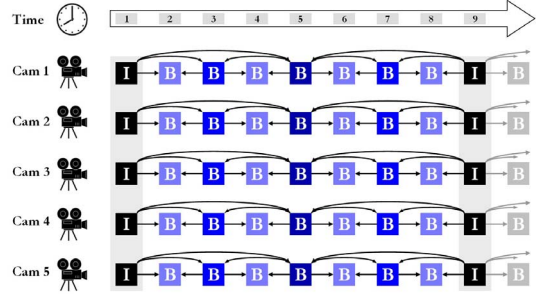 Time 1 2 3 4 5 6 7 8 9
Cam 1 I B B B B B B B I B
Cam 2 I B B B B B B B I B
Cam 3 I B B B B B B B I B
Cam 4 I B B B B B B B I B
Cam 5 I B B B B B B B I B